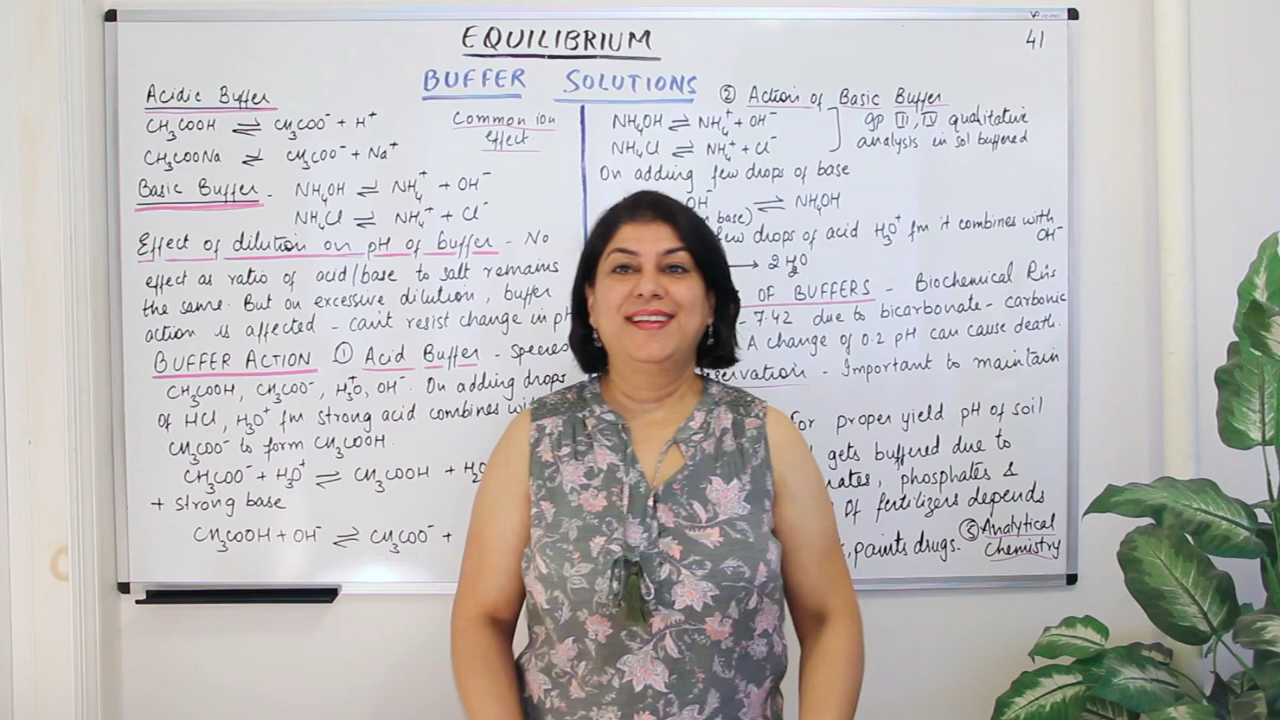 EQUILIBRIUM
41
BUFFER SOLUTIONS
Acidic Buffer
CH₃COOH ⇌ CH₃COO⁻ + H⁺
Common ion
effect.
CH₃COONa ⇌ CH₃COO⁻ + Na⁺
Basic Buffer - NH₄OH ⇌ NH₄⁺ + OH⁻
NH₄Cl ⇌ NH₄⁺ + Cl⁻
Effect of dilution on pH of buffer - No
effect as ratio of acid/base to salt remains
the same. But on excessive dilution, buffer
action is affected - can't resist change in pH
BUFFER ACTION ① Acid Buffer - Species
CH₃COOH, CH₃COO⁻, H₃O⁺, OH⁻. On adding drops
of HCl, H₃O⁺ fm strong acid combines wi
CH₃COO⁻ to form CH₃COOH.
CH₃COO⁻ + H₃O⁺ ⇌ CH₃COOH + H₂O
+ strong base
CH₃COOH + OH⁻ ⇌ CH₃COO⁻ +
② Action of Basic Buffer
NH₄OH ⇌ NH₄⁺ + OH⁻
NH₄Cl ⇌ NH₄⁺ + Cl⁻
gp III, IV qualitative
analysis in sol buffered
On adding few drops of base
OH⁻ ⇌ NH₄OH
base)
few drops of acid H₃O⁺ fm it combines with
OH⁻
→ 2H₂O
OF BUFFERS - Biochemical Rns
- 7.42 due to bicarbonate - carbonic
A change of 0.2 pH can cause death.
servation - Important to maintain
For proper yield pH of soil
gets buffered due to
nates, phosphates &
Of fertilizers depends
, paints drugs. ⑤ Analytical
Chemistry